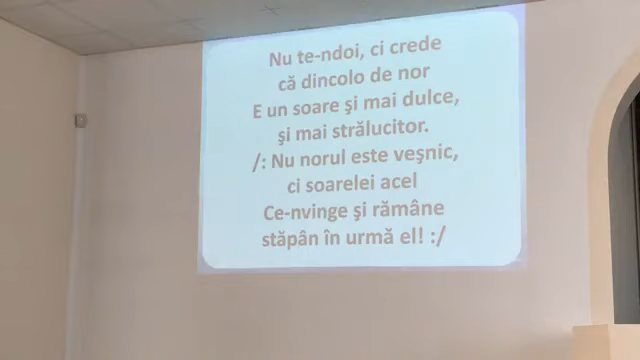 Nu te-ndoi, ci crede
că dincolo de nor
E un soare şi mai dulce,
şi mai strălucitor.
/: Nu norul este veşnic,
ci soarelei acel
Ce-nvinge şi rămâne
stăpân în urmă el! :/